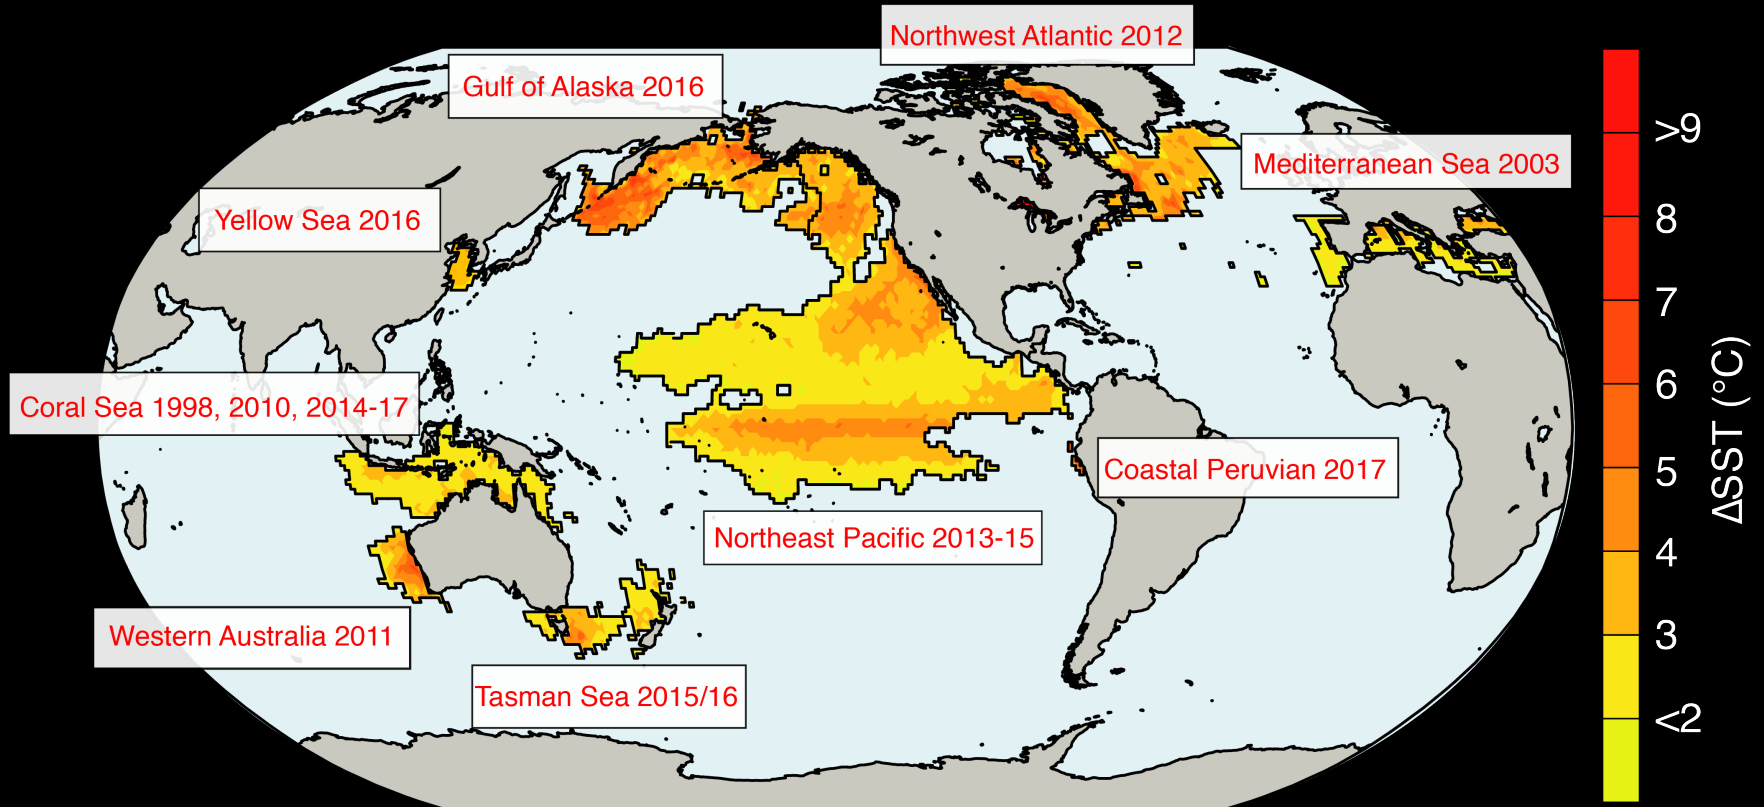 Northwest Atlantic 2012
Gulf of Alaska 2016
Mediterranean Sea 2003
Yellow Sea 2016
Coral Sea 1998, 2010, 2014-17
Coastal Peruvian 2017
Northeast Pacific 2013-15
Western Australia 2011
Tasman Sea 2015/16
>9
8
7
6
5
4
3
<2
ΔSST (°C)